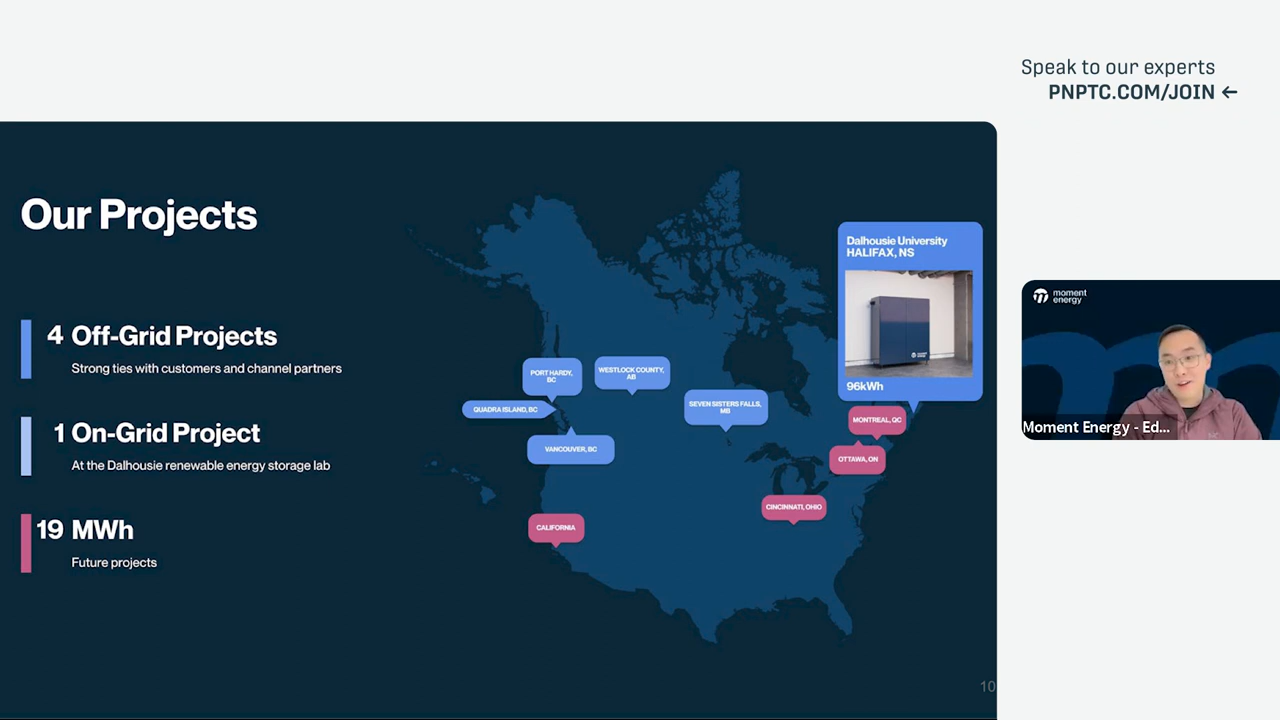 Speak to our experts
PNPTC.COM/JOIN ←
Our Projects
4 Off-Grid Projects
Strong ties with customers and channel partners
1 On-Grid Project
At the Dalhousie renewable energy storage lab
19 MWh
Future projects
Dalhousie University
HALIFAX, NS
moment
energy
96kWh
PORT HARDY,
BC
WESTLOCK COUNTY,
AB
QUADRA ISLAND, BC
SEVEN SISTERS FALLS,
MB
VANCOUVER, BC
MONTREAL, QC
OTTAWA, ON
CINCINNATI, OHIO
CALIFORNIA
10
moment
energy
Moment Energy - Ed...